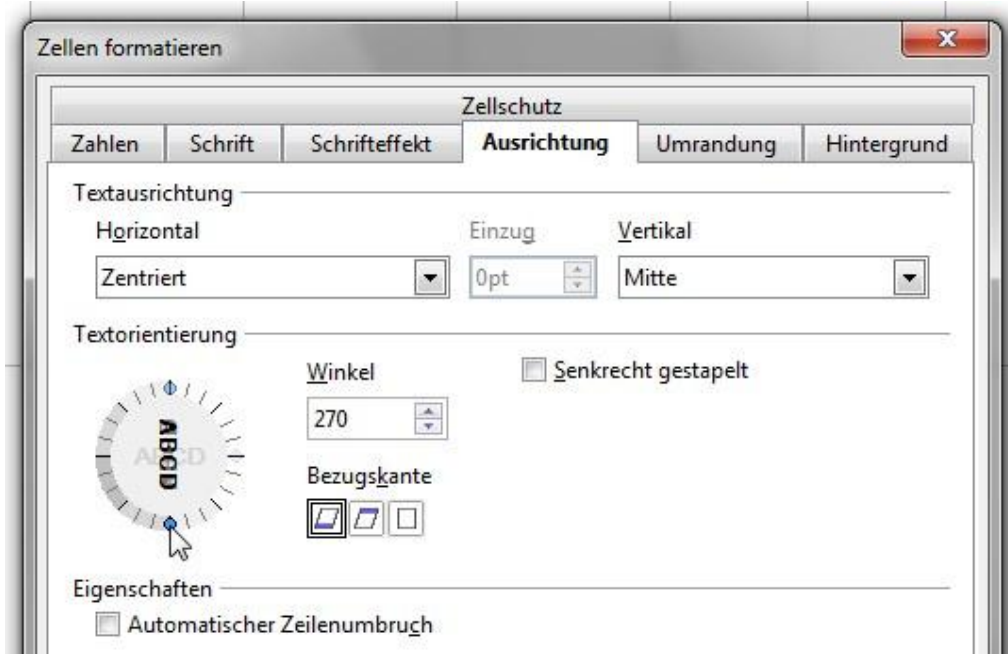 Zellen formatieren
Zellschutz
Zahlen Schrift Schrifteffekt Ausrichtung Umrandung Hintergrund
Textausrichtung
Horizontal Einzug Vertikal
Zentriert 0pt Mitte
Textorientierung
Winkel Senkrecht gestapelt
270
ABCD
ABCD
Bezugskante
Eigenschaften
Automatischer Zeilenumbruch